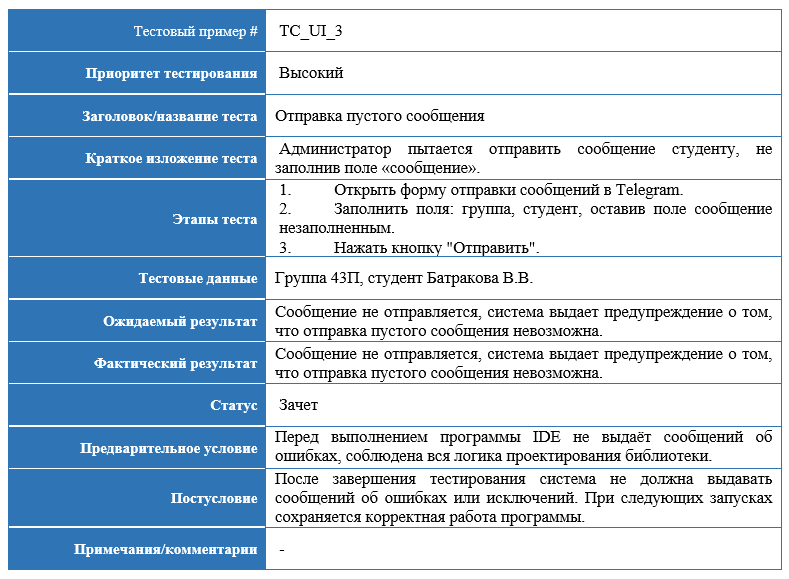 Тестовый пример # TC_UI_3
Приоритет тестирования Высокий
Заголовок/название теста Отправка пустого сообщения
Краткое изложение теста Администратор пытается отправить сообщение студенту, не
заполнив поле «сообщение».
Этапы теста 1. Открыть форму отправки сообщений в Telegram.
2. Заполнить поля: группа, студент, оставив поле сообщение
незаполненным.
3. Нажать кнопку "Отправить".
Тестовые данные Группа 43П, студент Батракова В.В.
Ожидаемый результат Сообщение не отправляется, система выдает предупреждение о том,
что отправка пустого сообщения невозможна.
Фактический результат Сообщение не отправляется, система выдает предупреждение о том,
что отправка пустого сообщения невозможна.
Статус Зачет
Предварительное условие Перед выполнением программы IDE не выдаёт сообщений об
ошибках, соблюдена вся логика проектирования библиотеки.
Постусловие После завершения тестирования система не должна выдавать
сообщений об ошибках или исключений. При следующих запусках
сохраняется корректная работа программы.
Примечания/комментарии -